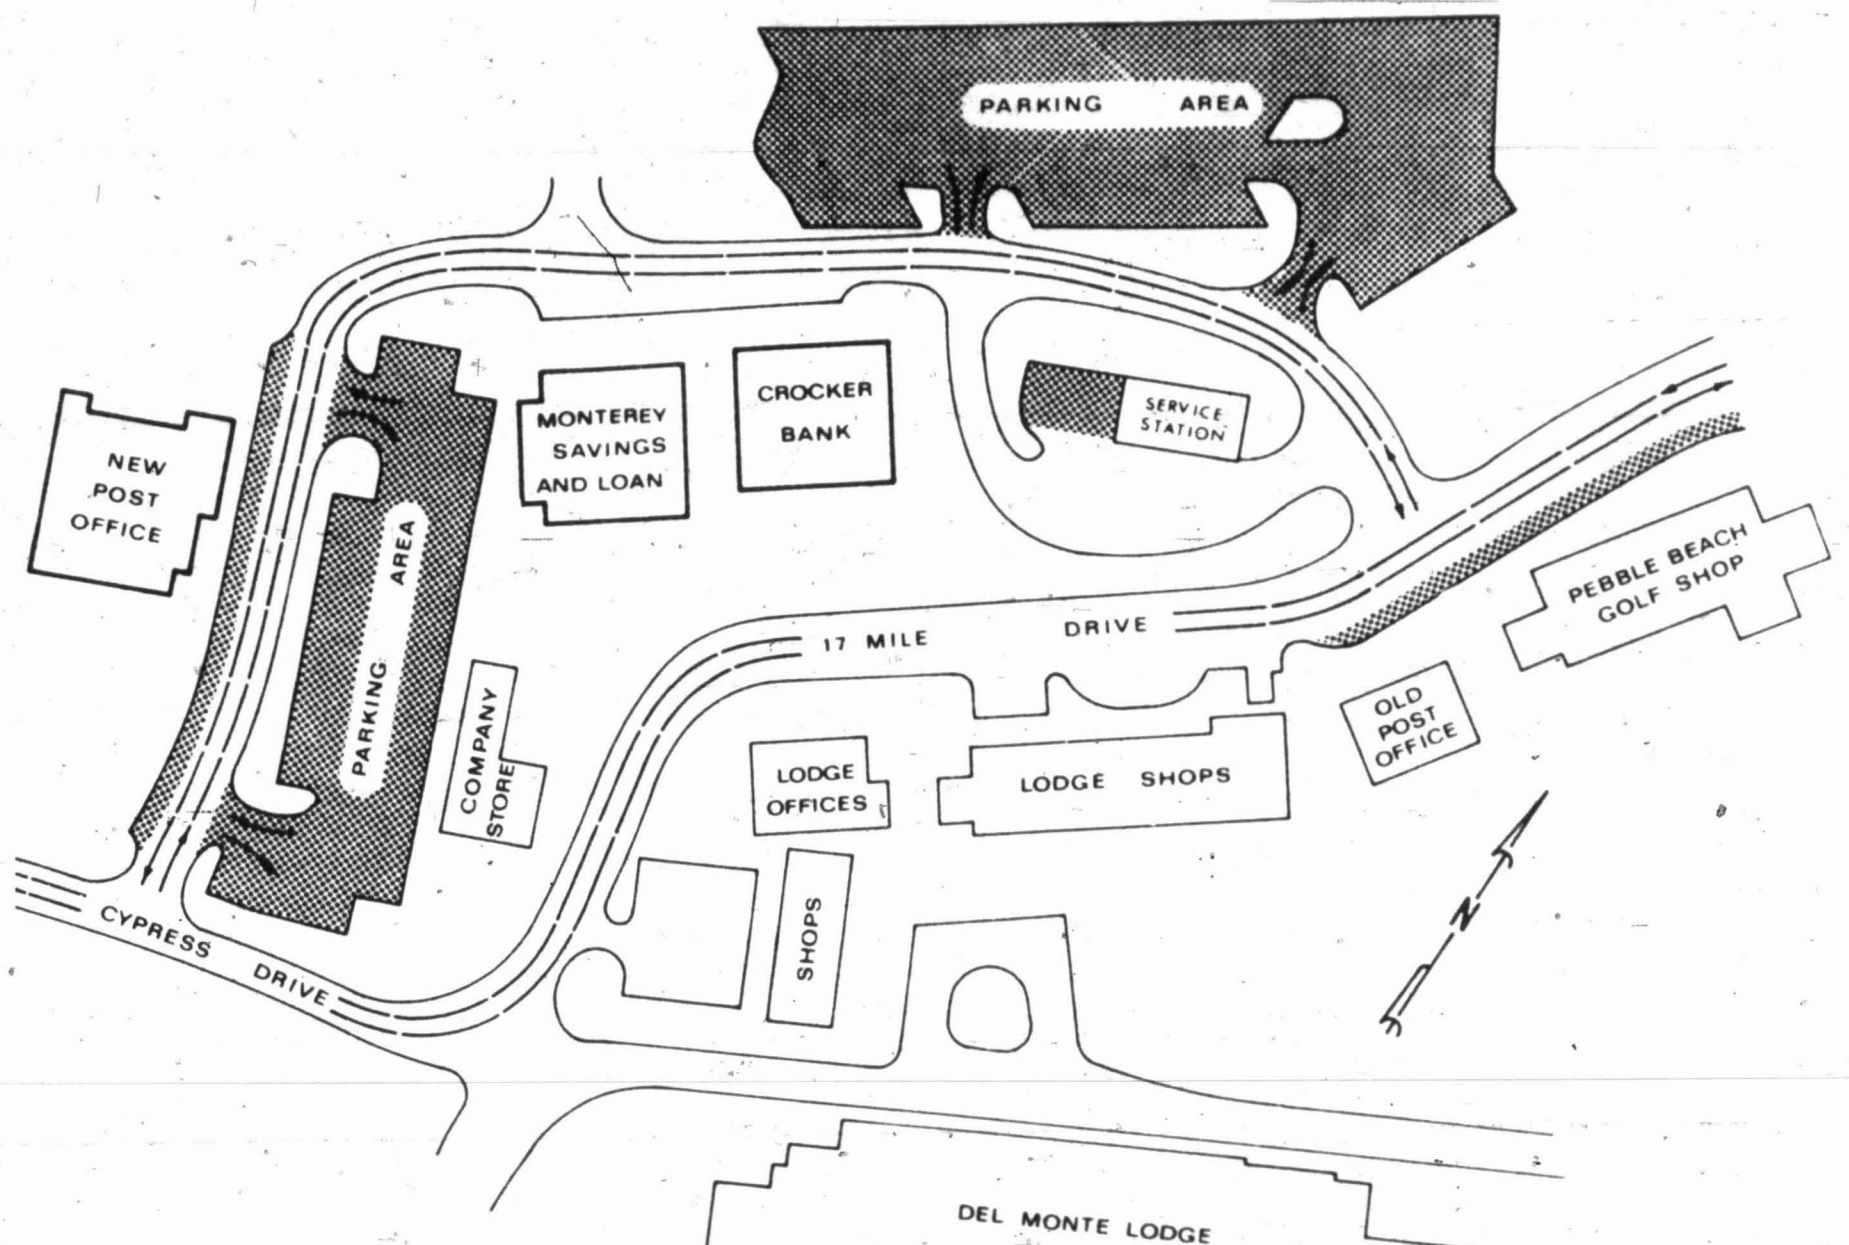 PARKING AREA
NEW
POST
OFFICE
MONTEREY
SAVINGS
AND LOAN
CROCKER
BANK
SERVICE
STATION
PARKING AREA
PEBBLE BEACH
GOLF SHOP
17 MILE DRIVE
COMPANY
STORE
LODGE
OFFICES
LODGE SHOPS
OLD
POST
OFFICE
SHOPS
CYPRESS DRIVE
N
DEL MONTE LODGE